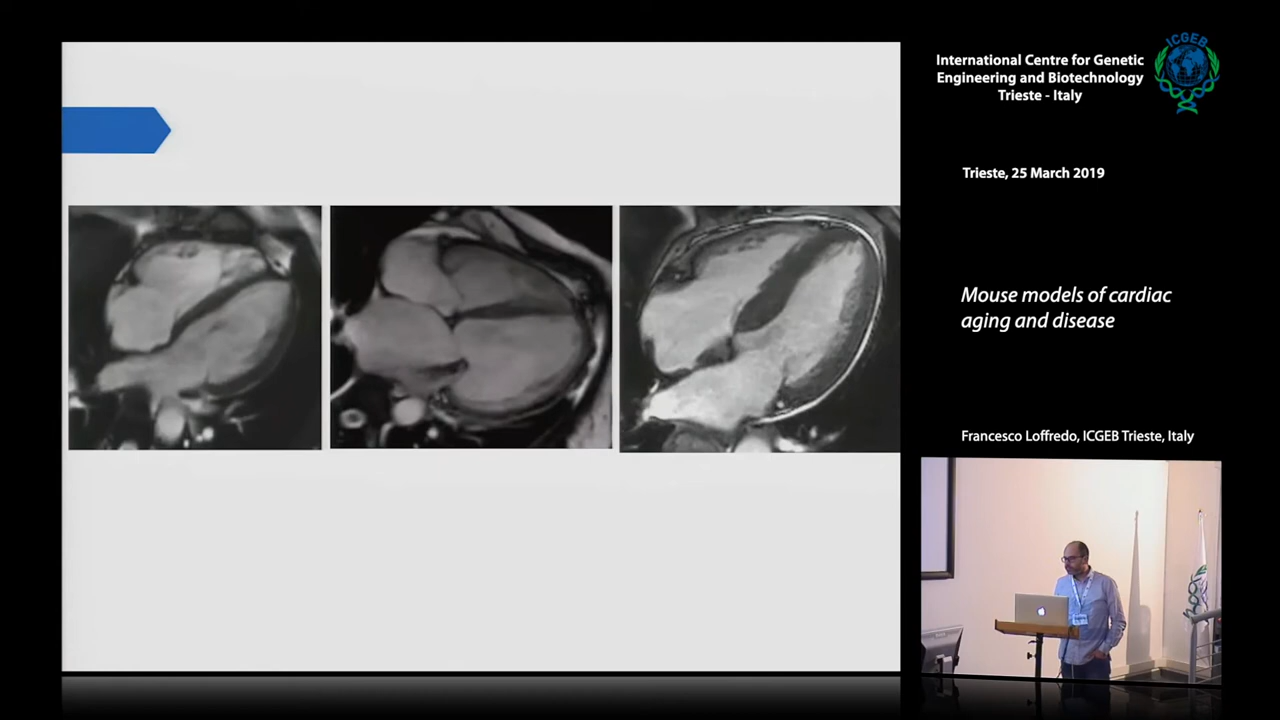 International Centre for Genetic
Engineering and Biotechnology
Trieste - Italy
ICGEB
Trieste, 25 March 2019
Mouse models of cardiac
aging and disease
Francesco Loffredo, ICGEB Trieste, Italy